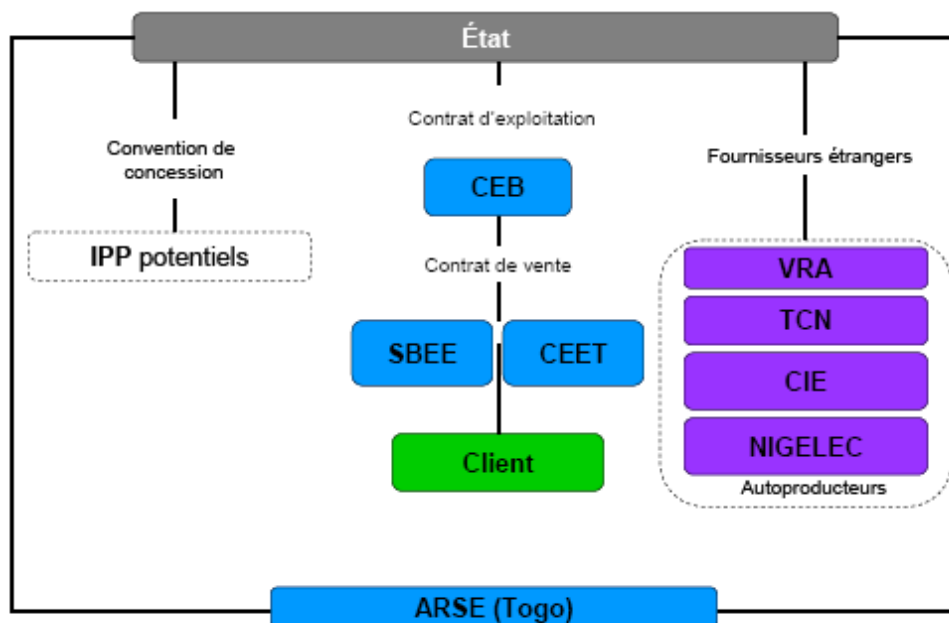 État
Contrat d'exploitation
Convention de
concession
Fournisseurs étrangers
CEB
IPP potentiels
Contrat de vente
VRA
TCN
SBEE
CEET
CIE
Client
NIGELEC
Autoproducteurs
ARSE (Togo)